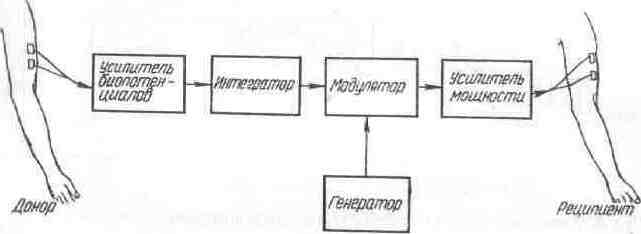 Усилитель
биопотен-
циалов
Интегратор
Модулятор
Усилитель
мощности
Генератор
Донор
Реципиент